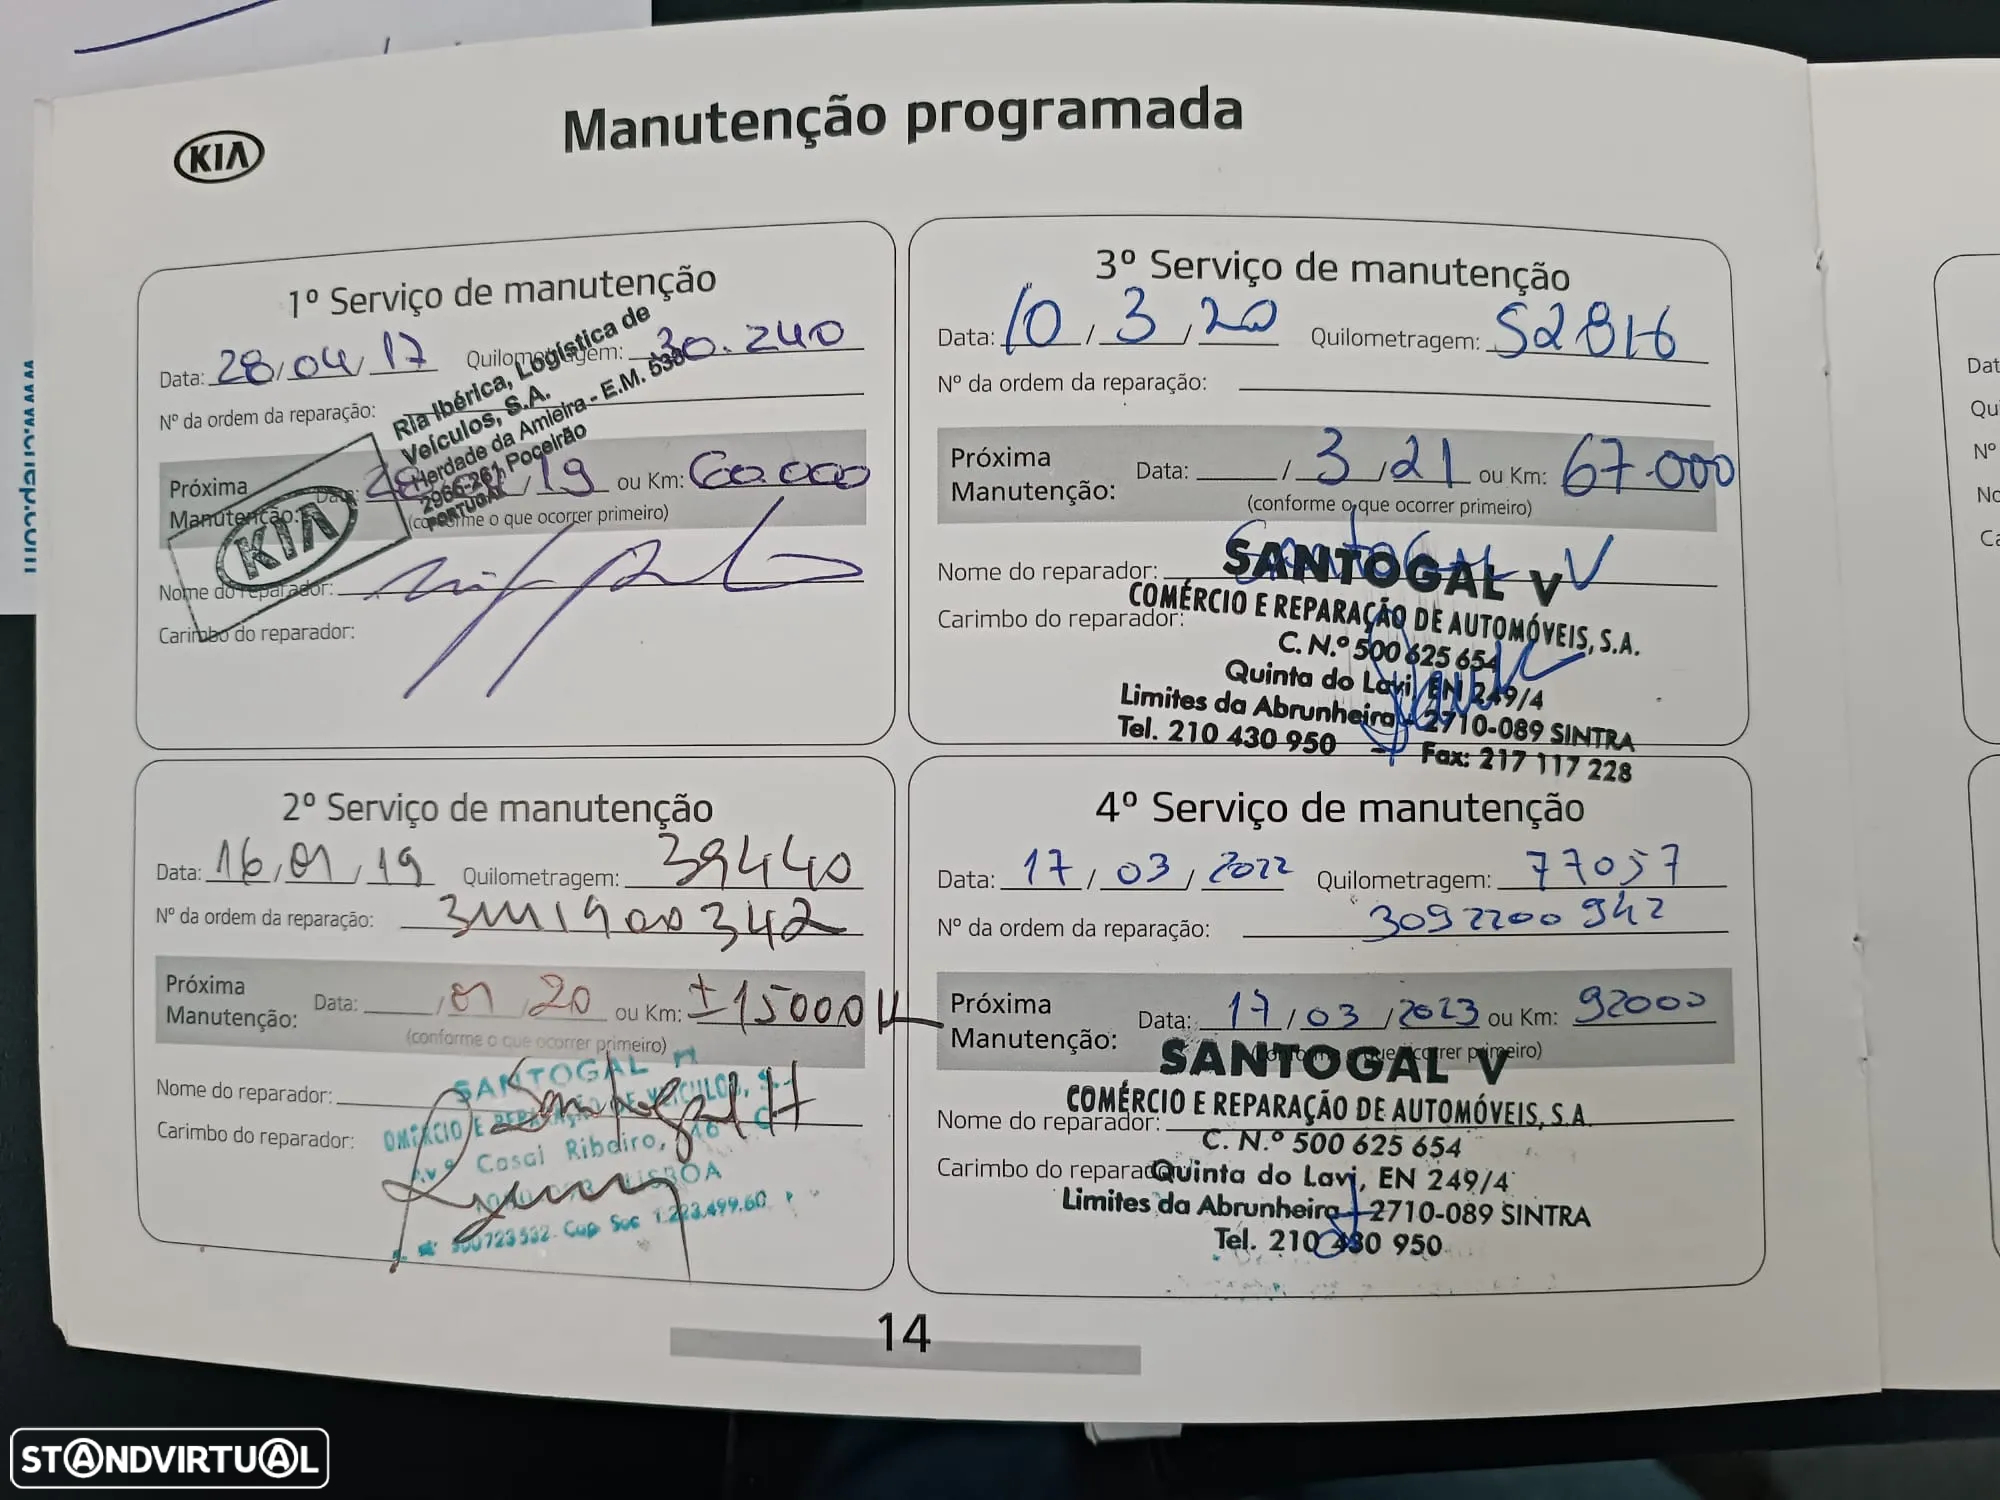 KIA
Manutenção programada
1º Serviço de manutenção
Data: 28/04/17 Quilometragem: 30.240
Nº da ordem da reparação:
Próxima Manutenção: Data: /19 ou Km: 60.000
(conforme o que ocorrer primeiro)
Nome do reparador:
Carimbo do reparador:
KIA
Kia Ibérica, Logística de
Veículos, S.A.
Herdade da Amieira - E.M. 533
2965-261 Poceirão
PORTUGAL
2º Serviço de manutenção
Data: 16/01/19 Quilometragem: 39440
Nº da ordem da reparação:
Próxima Manutenção: Data: /01/20 ou Km: ±15000K
(conforme o que ocorrer primeiro)
Nome do reparador:
Carimbo do reparador:
SANTOGAL
Casal Ribeiro,
LISBOA
3º Serviço de manutenção
Data: 10/3/20 Quilometragem: 52816
Nº da ordem da reparação:
Próxima Manutenção: Data: /3/21 ou Km: 67.000
(conforme o que ocorrer primeiro)
Nome do reparador: V
Carimbo do reparador:
SANTOGAL V
COMÉRCIO E REPARAÇÃO DE AUTOMÓVEIS, S.A.
C. N.º 500 625 654
Quinta do Lavi, EN 249/4
Limites da Abrunheira - 2710-089 SINTRA
Tel. 210 430 950 - Fax: 217 117 228
4º Serviço de manutenção
Data: 17/03/2022 Quilometragem: 77057
Nº da ordem da reparação: 3092200942
Próxima Manutenção: Data: 17/03/2023 ou Km: 92000
(conforme o que ocorrer primeiro)
Nome do reparador:
Carimbo do reparador:
SANTOGAL V
COMÉRCIO E REPARAÇÃO DE AUTOMÓVEIS, S.A.
C. N.º 500 625 654
Quinta do Lavi, EN 249/4
Limites da Abrunheira - 2710-089 SINTRA
Tel. 210 430 950
14
STANDVIRTUAL